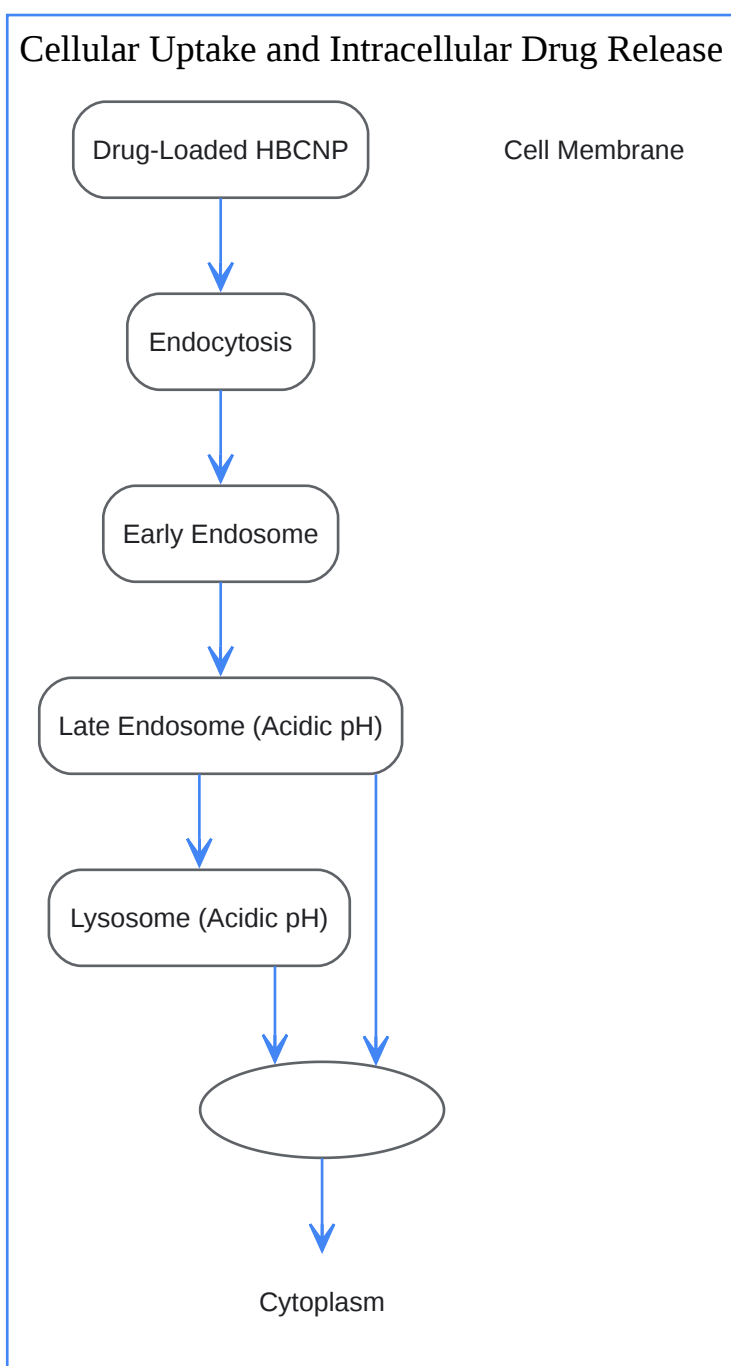 Cellular Uptake and Intracellular Drug Release
Drug-Loaded HBCNP
Cell Membrane
Endocytosis
Early Endosome
Late Endosome (Acidic pH)
Lysosome (Acidic pH)
Cytoplasm